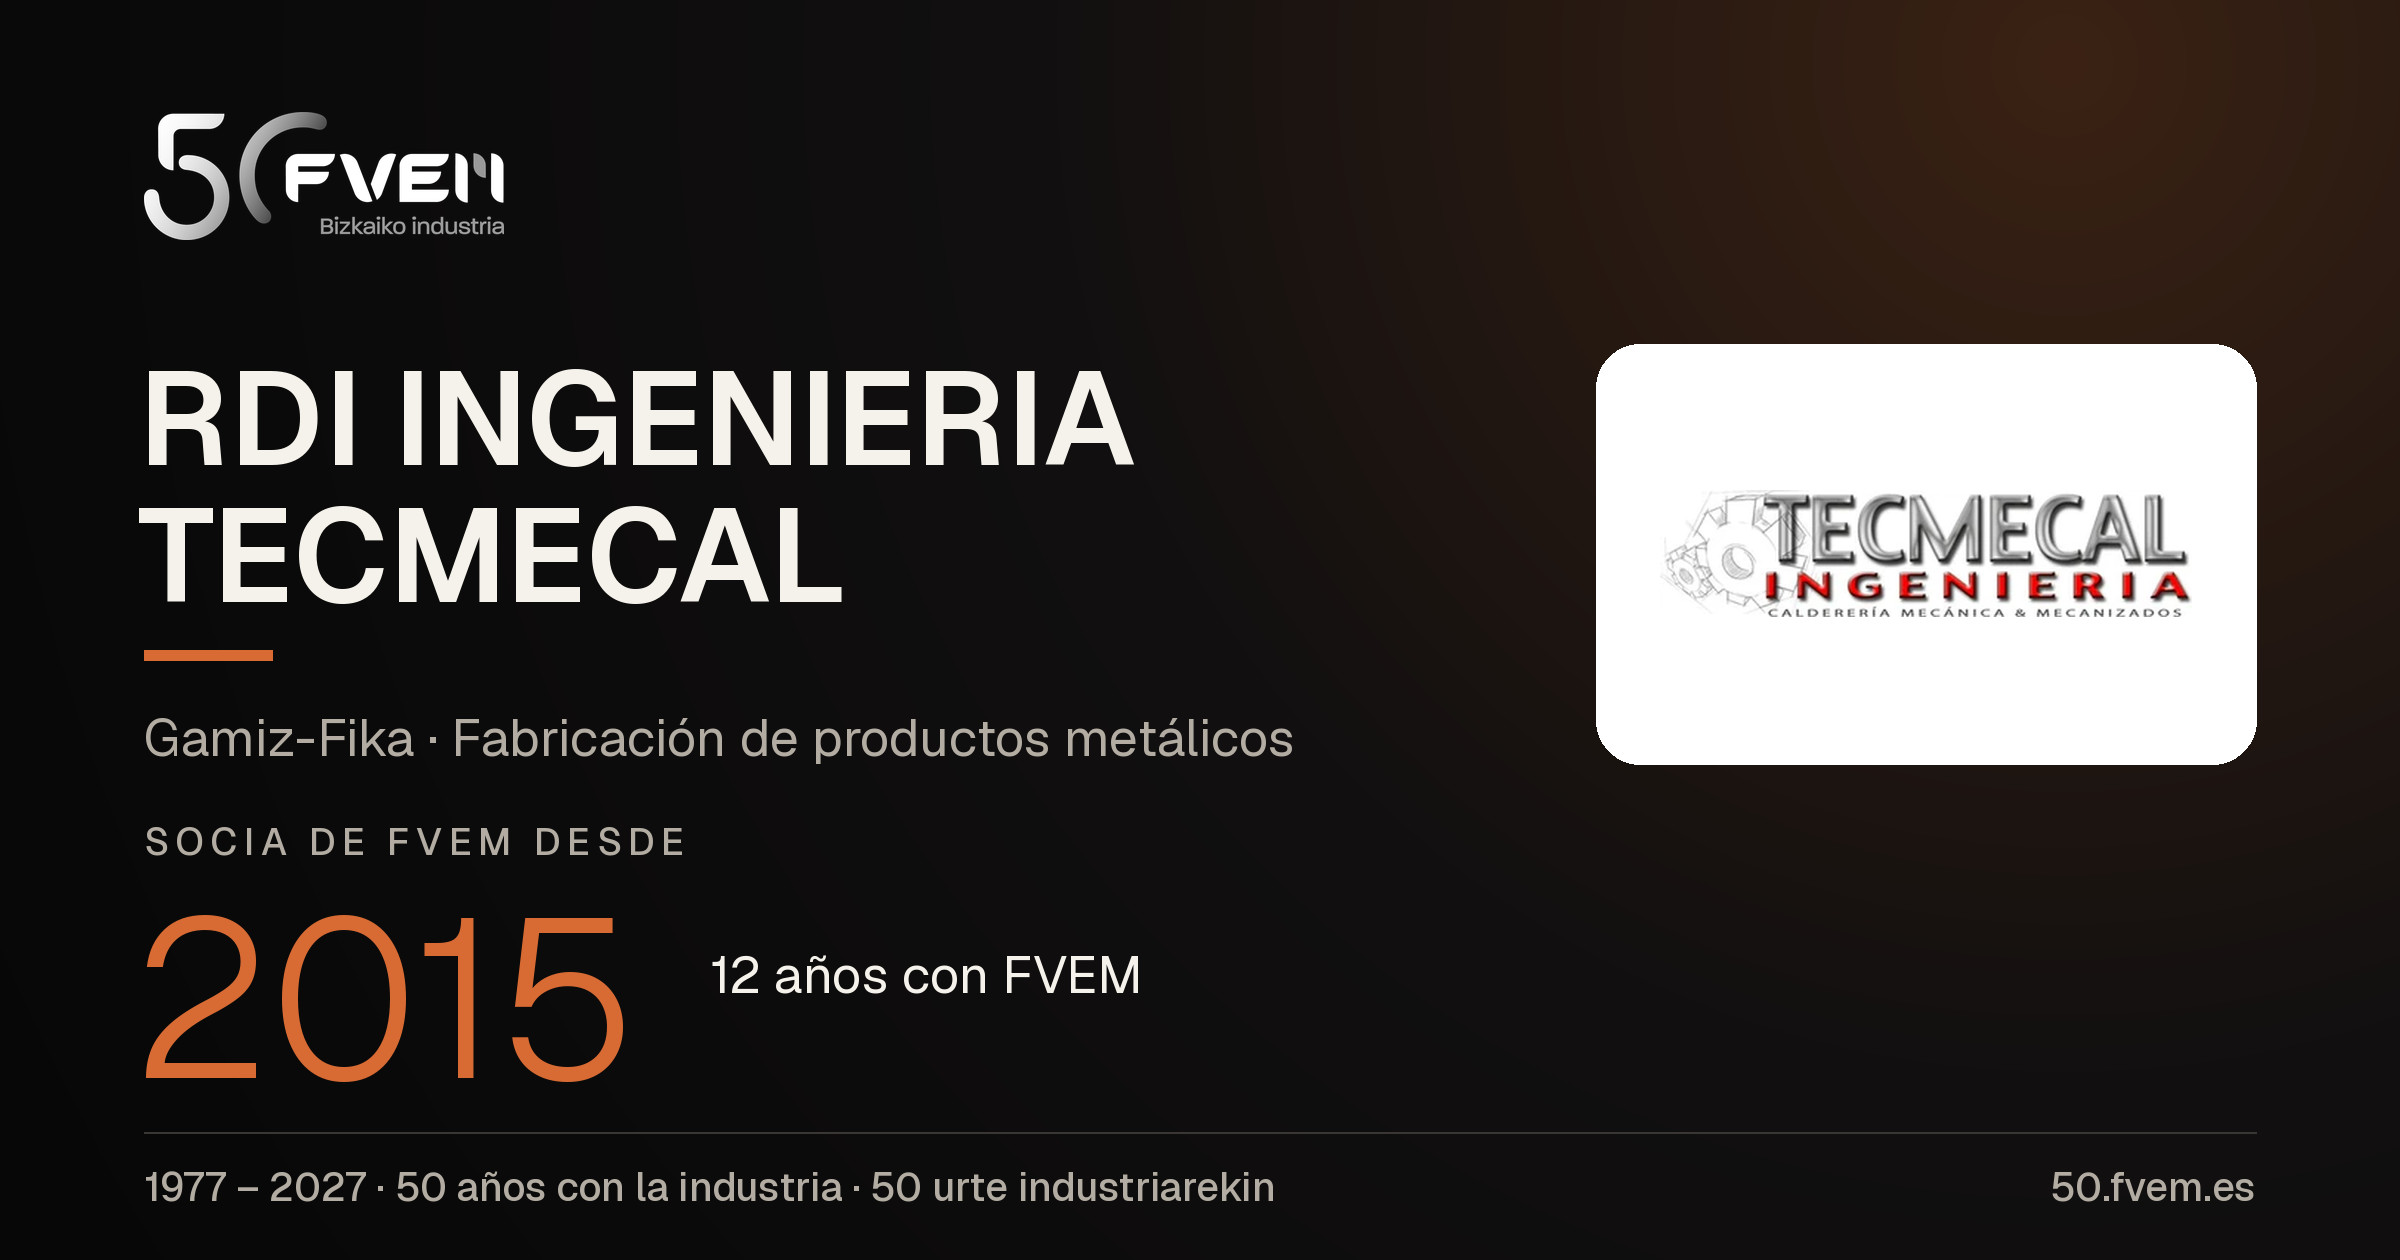 50 FVEM
Bizkaiko industria
RDI INGENIERIA
TECMECAL
TECMECAL
INGENIERIA
CALDERERÍA MECÁNICA & MECANIZADOS
Gamiz-Fika · Fabricación de productos metálicos
SOCIA DE FVEM DESDE
2015
12 años con FVEM
1977 – 2027 · 50 años con la industria · 50 urte industriarekin
50.fvem.es